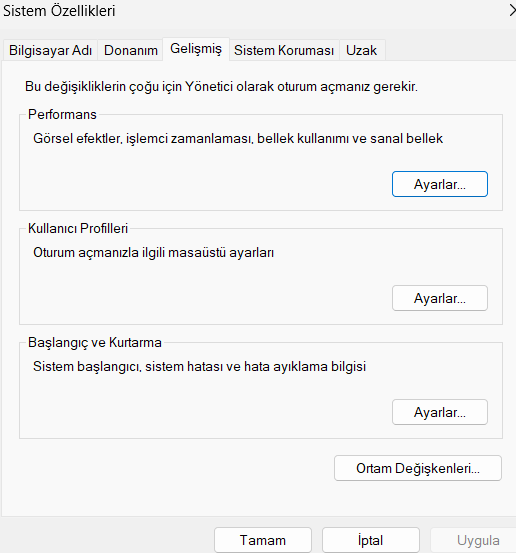 Sistem Özellikleri
Bilgisayar Adı
Donanım
Gelişmiş
Sistem Koruması
Uzak
Bu değişikliklerin çoğu için Yönetici olarak oturum açmanız gerekir.
Performans
Görsel efektler, işlemci zamanlaması, bellek kullanımı ve sanal bellek
Ayarlar...
Kullanıcı Profilleri
Oturum açmanızla ilgili masaüstü ayarları
Ayarlar...
Başlangıç ve Kurtarma
Sistem başlangıcı, sistem hatası ve hata ayıklama bilgisi
Ayarlar...
Ortam Değişkenleri...
Tamam
İptal
Uygula